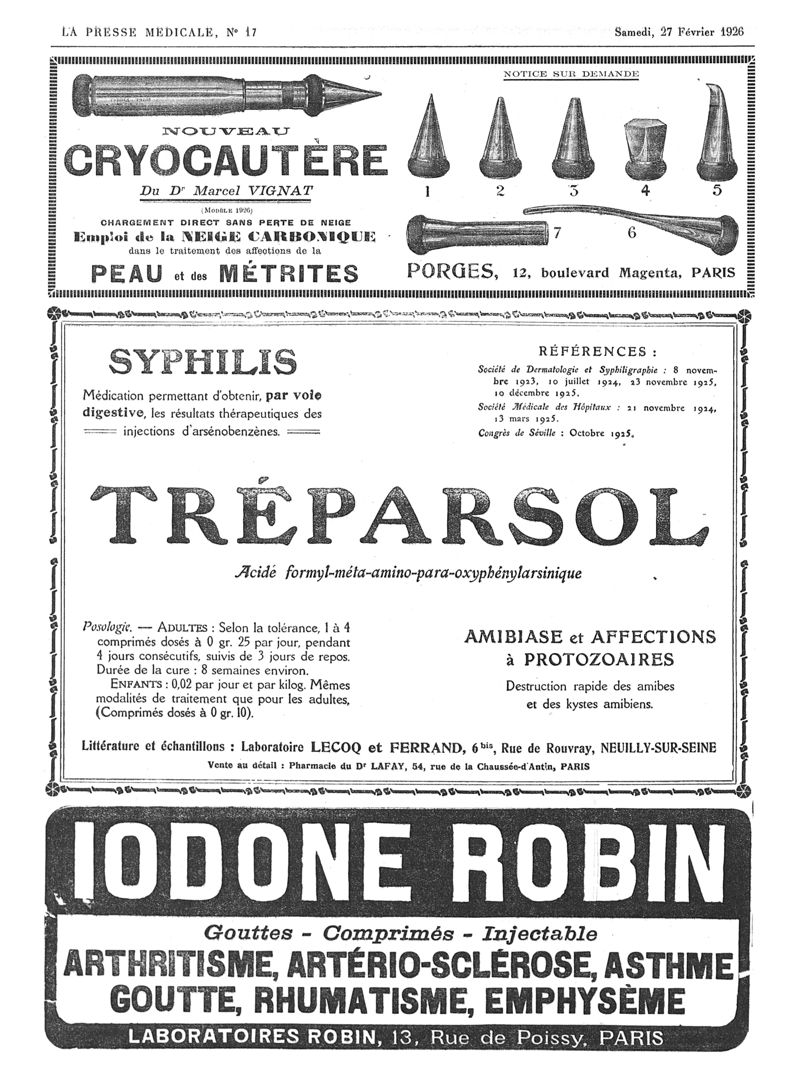 LA PRESSE MEDICALE, N° 17
Samedi, 27 Février 1926
NOUVEAU
CRYOCAUTÈRE
Du Dr Marcel VIGNAT
(Modèle 1926)
CHARGEMENT DIRECT SANS PERTE DE NEIGE
Emploi de la NEIGE CARBONIQUE
dans le traitement des affections de la
PEAU et des MÉTRITES
NOTICE SUR DEMANDE
1 2 3 4 5
7 6
PORGES, 12, boulevard Magenta, PARIS
SYPHILIS
Médication permettant d'obtenir, par voie
digestive, les résultats thérapeutiques des
injections d'arsénobenzènes.
RÉFÉRENCES :
Société de Dermatologie et Syphiligraphie : 8 novem-
bre 1923, 10 juillet 1924, 23 novembre 1925,
10 décembre 1925.
Société Médicale des Hôpitaux : 21 novembre 1924,
13 mars 1925.
Congrès de Séville : Octobre 1925.
TRÉPARSOL
Acidé formyl-méta-amino-para-oxyphénylarsinique
Posologie. — ADULTES : Selon la tolérance, 1 à 4
comprimés dosés à 0 gr. 25 par jour, pendant
4 jours consécutifs, suivis de 3 jours de repos.
Durée de la cure : 8 semaines environ.
ENFANTS : 0,02 par jour et par kilog. Mêmes
modalités de traitement que pour les adultes,
(Comprimés dosés à 0 gr. 10).
AMIBIASE et AFFECTIONS
à PROTOZOAIRES
Destruction rapide des amibes
et des kystes amibiens.
Littérature et échantillons : Laboratoire LECOQ et FERRAND, 6 bis, Rue de Rouvray, NEUILLY-SUR-SEINE
Vente au détail : Pharmacie du Dr LAFAY, 54, rue de la Chaussée-d'Antin, PARIS
IODONE ROBIN
Gouttes - Comprimés - Injectable
ARTHRITISME, ARTÉRIO-SCLÉROSE, ASTHME
GOUTTE, RHUMATISME, EMPHYSÈME
LABORATOIRES ROBIN, 13, Rue de Poissy, PARIS